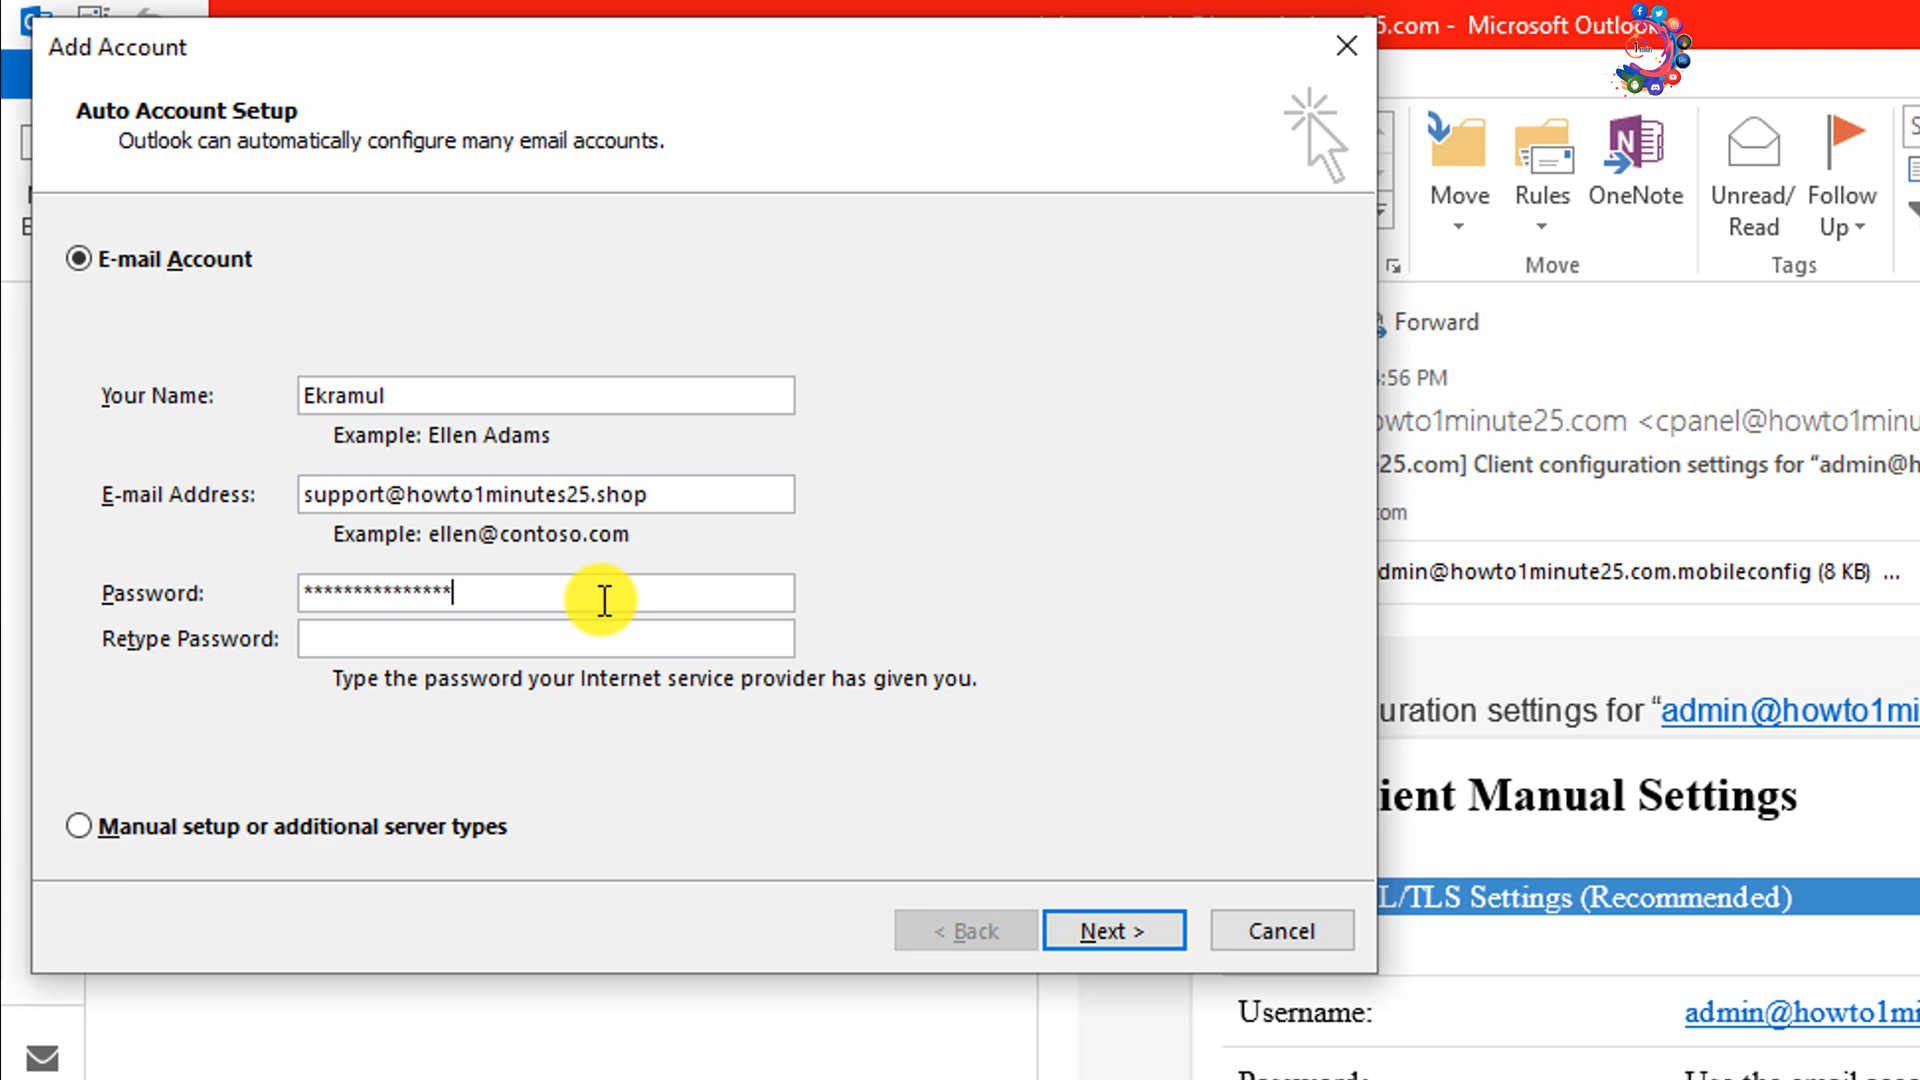 5.com - Microsoft Outlook
Add Account
Auto Account Setup
Outlook can automatically configure many email accounts.
E-mail Account
Your Name: Ekramul
Example: Ellen Adams
E-mail Address: support@howto1minutes25.shop
Example: ellen@contoso.com
Password: ***************
Retype Password:
Type the password your Internet service provider has given you.
Manual setup or additional server types
< Back Next > Cancel
Move Rules OneNote Unread/ Read Follow Up
Move Tags
Forward
:56 PM
owto1minute25.com <cpanel@howto1minu
25.com] Client configuration settings for “admin@h
om
dmin@howto1minute25.com.mobileconfig (8 KB) ...
uration settings for “admin@howto1mi
ient Manual Settings
L/TLS Settings (Recommended)
Username: admin@howto1mi